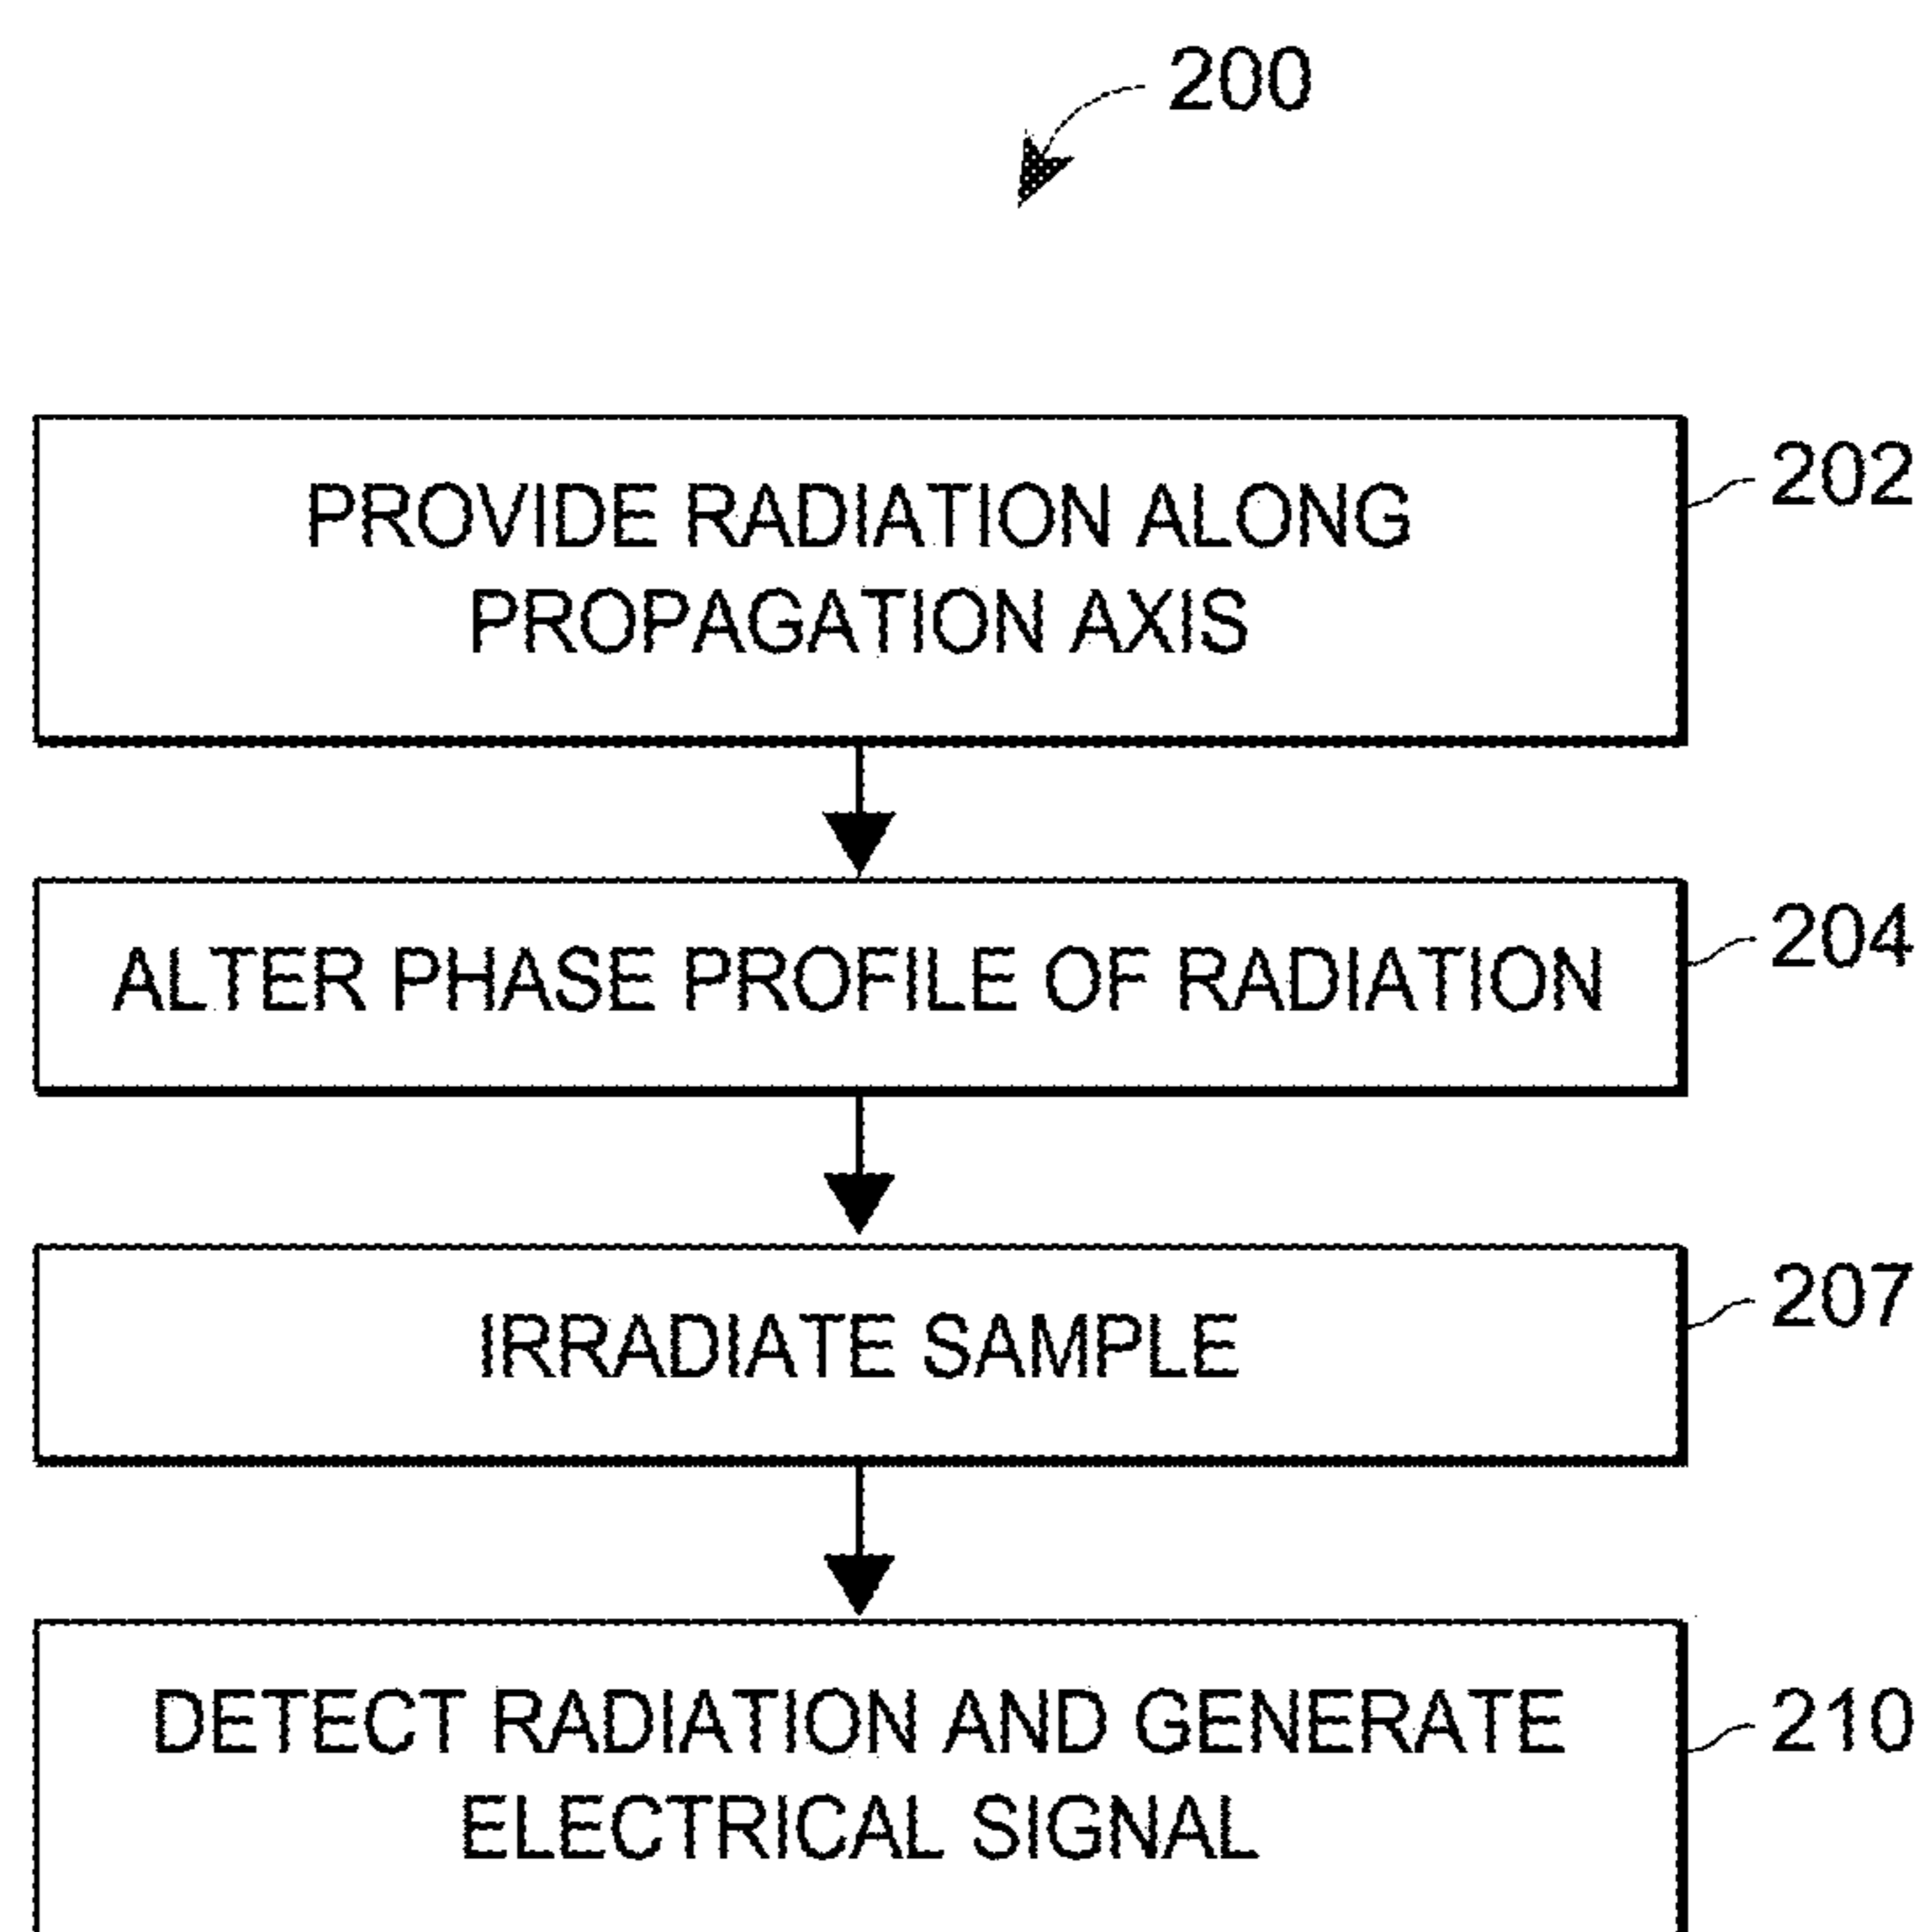 200
PROVIDE RADIATION ALONG
PROPAGATION AXIS
202
ALTER PHASE PROFILE OF RADIATION
204
IRRADIATE SAMPLE
207
DETECT RADIATION AND GENERATE
ELECTRICAL SIGNAL
210